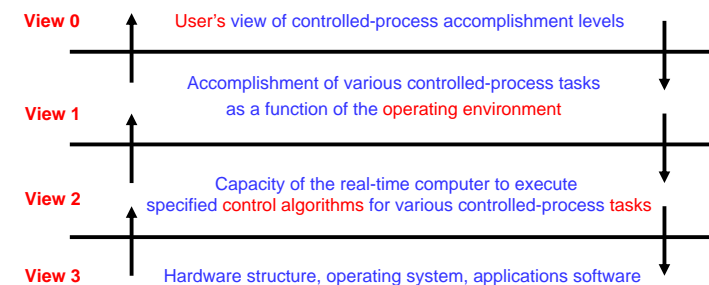 View 0 User's view of controlled-process accomplishment levels
Accomplishment of various controlled-process tasks
View 1 as a function of the operating environment
Capacity of the real-time computer to execute
View 2 specified control algorithms for various controlled-process tasks
View 3 Hardware structure, operating system, applications software